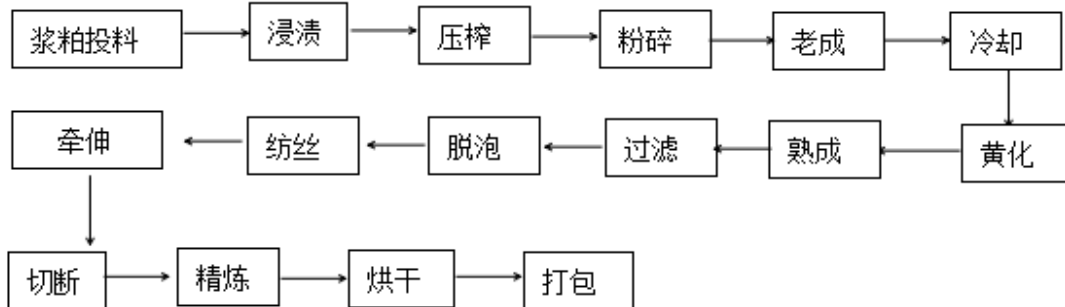 浆粕投料
浸渍
压榨
粉碎
老成
冷却
黄化
熟成
过滤
脱泡
纺丝
牵伸
切断
精炼
烘干
打包